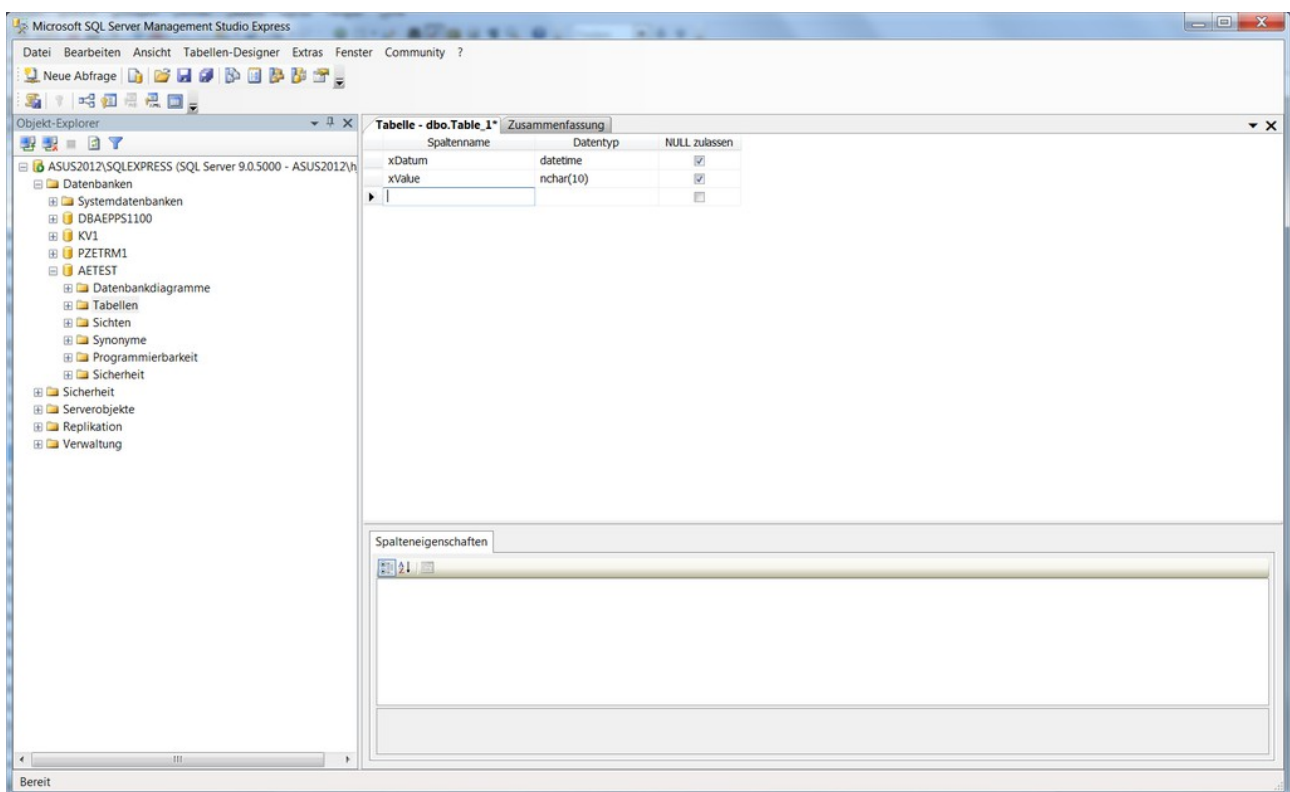 Microsoft SQL Server Management Studio Express
Datei Bearbeiten Ansicht Tabellen-Designer Extras Fenster Community ?
Neue Abfrage
Objekt-Explorer
Tabelle - dbo.Table_1* Zusammenfassung
Spaltenname Datentyp NULL zulassen
xDatum datetime
xValue nchar(10)
ASUS2012\SQLEXPRESS (SQL Server 9.0.5000 - ASUS2012\h
Datenbanken
Systemdatenbanken
DBAEPPS1100
KV1
PZETRM1
AETEST
Datenbankdiagramme
Tabellen
Sichten
Synonyme
Programmierbarkeit
Sicherheit
Sicherheit
Serverobjekte
Replikation
Verwaltung
Spalteneigenschaften
Bereit